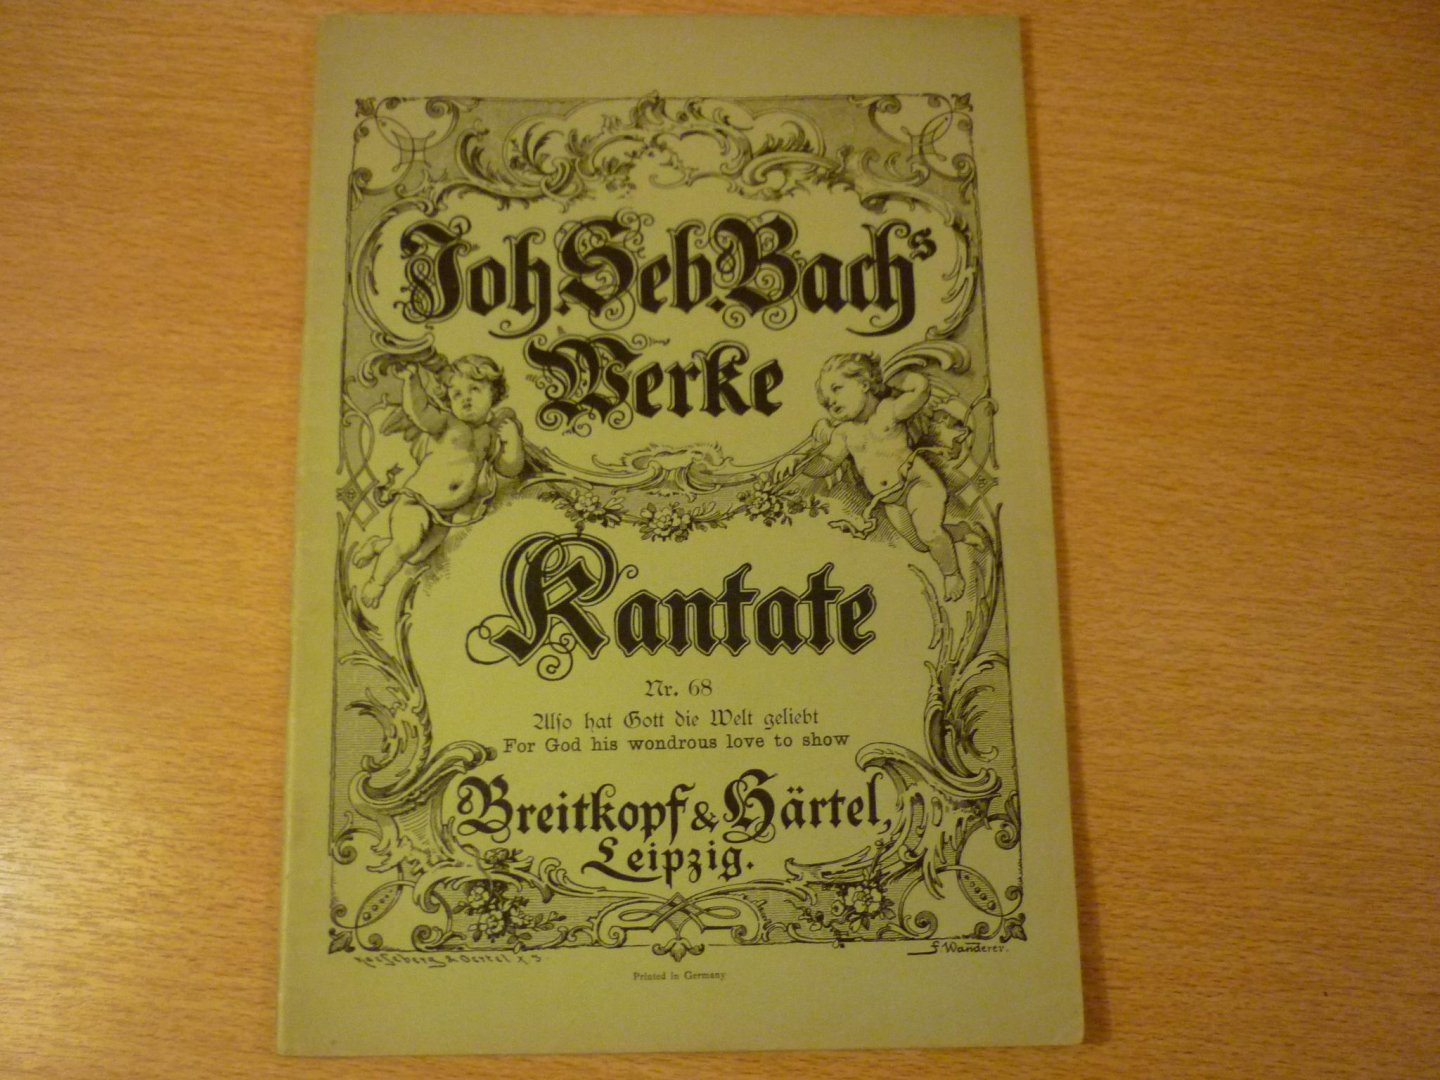 Joh. Seb. Bachs
Werke
Kantate
Nr. 68
Also hat Gott die Welt geliebt
For God his wondrous love to show
Breitkopf & Härtel,
Leipzig.
F. Wanderer.
Printed in Germany